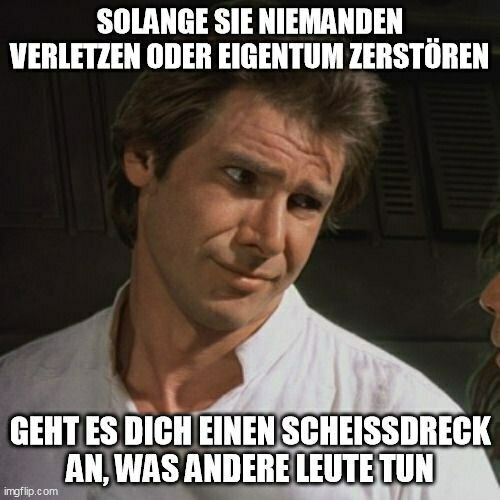 SOLANGE SIE NIEMANDEN
VERLETZEN ODER EIGENTUM ZERSTÖREN
GEHT ES DICH EINEN SCHEISSDRECK
AN, WAS ANDERE LEUTE TUN
imgflip.com